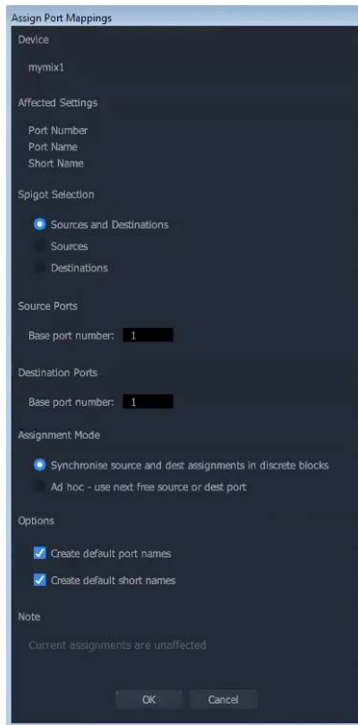 Assign Port Mappings
Device
mymix1
Affected Settings
Port Number
Port Name
Short Name
Spigot Selection
Sources and Destinations
Sources
Destinations
Source Ports
Base port number: 1
Destination Ports
Base port number: 1
Assignment Mode
Synchronise source and dest assignments in discrete blocks
Ad hoc - use next free source or dest port
Options
Create default port names
Create default short names
Note
Current assignments are unaffected
OK Cancel